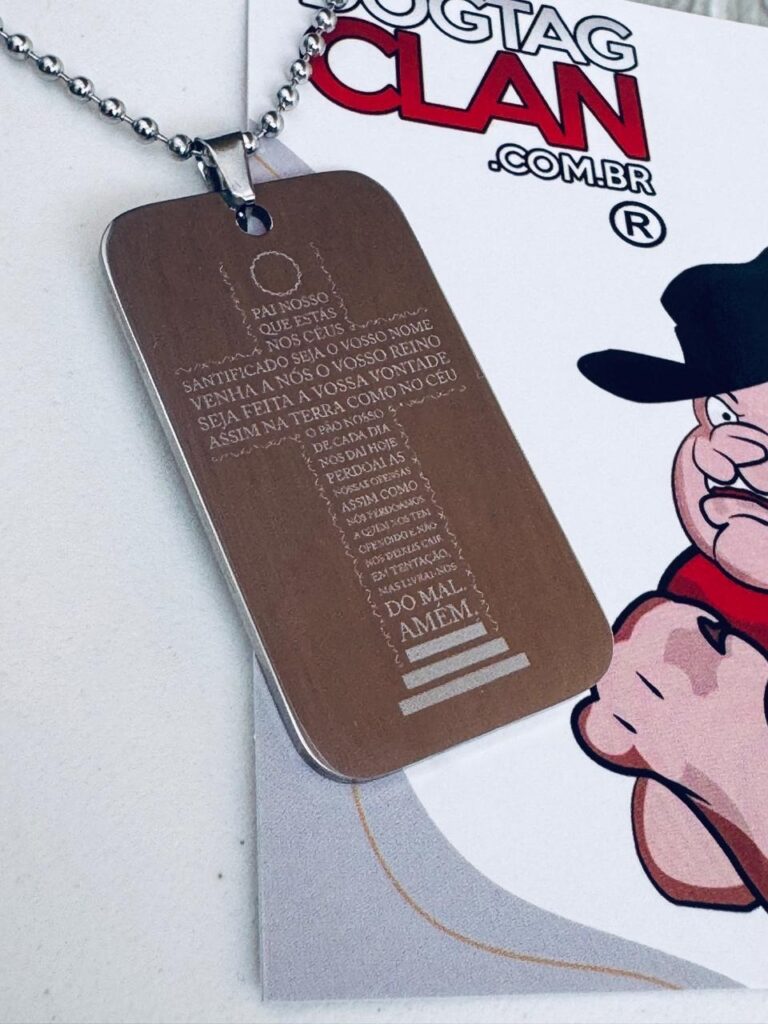 DOGTAG
CLAN
.COM.BR
®
PAI NOSSO
QUE ESTÁS
NOS CÉUS
SANTIFICADO SEJA O VOSSO NOME
VENHA A NÓS O VOSSO REINO
SEJA FEITA A VOSSA VONTADE
ASSIM NA TERRA COMO NO CÉU
O PÃO NOSSO
DE CADA DIA
NOS DAI HOJE
PERDOAI AS
NOSSAS OFENSAS
ASSIM COMO
NÓS PERDOAMOS
A QUEM NOS TEM
OFENDIDO E NÃO
NOS DEIXEIS CAIR
EM TENTAÇÃO,
MAS LIVRAI-NOS
DO MAL.
AMÉM.